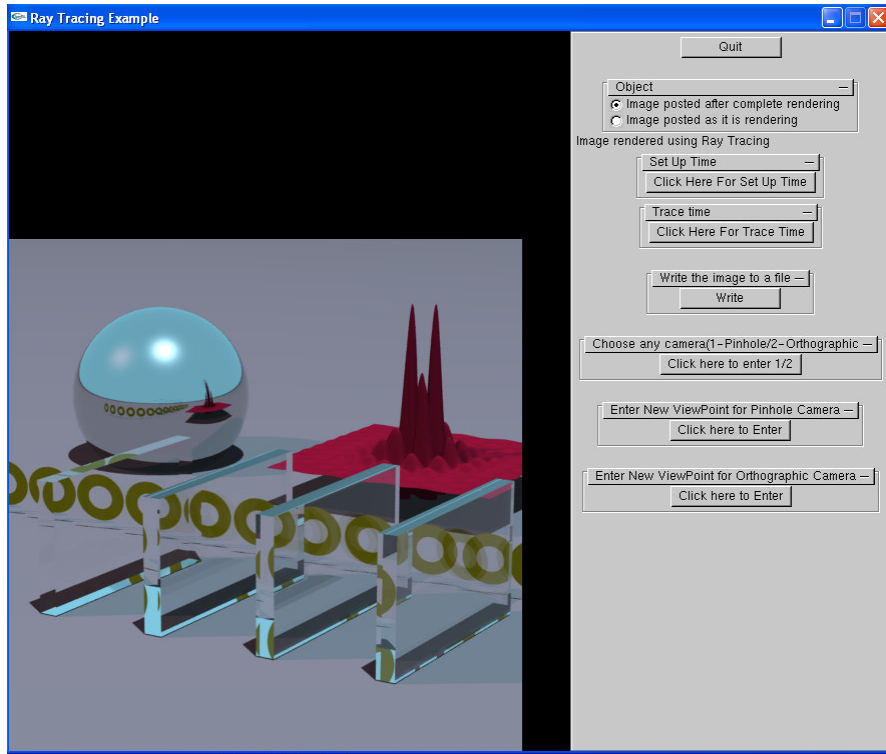 Ray Tracing Example
Quit
Object
Image posted after complete rendering
Image posted as it is rendering
Image rendered using Ray Tracing
Set Up Time
Click Here For Set Up Time
Trace time
Click Here For Trace Time
Write the image to a file
Write
Choose any camera(1-Pinhole/2-Orthographic
Click here to enter 1/2
Enter New ViewPoint for Pinhole Camera
Click here to Enter
Enter New ViewPoint for Orthographic Camera
Click here to Enter